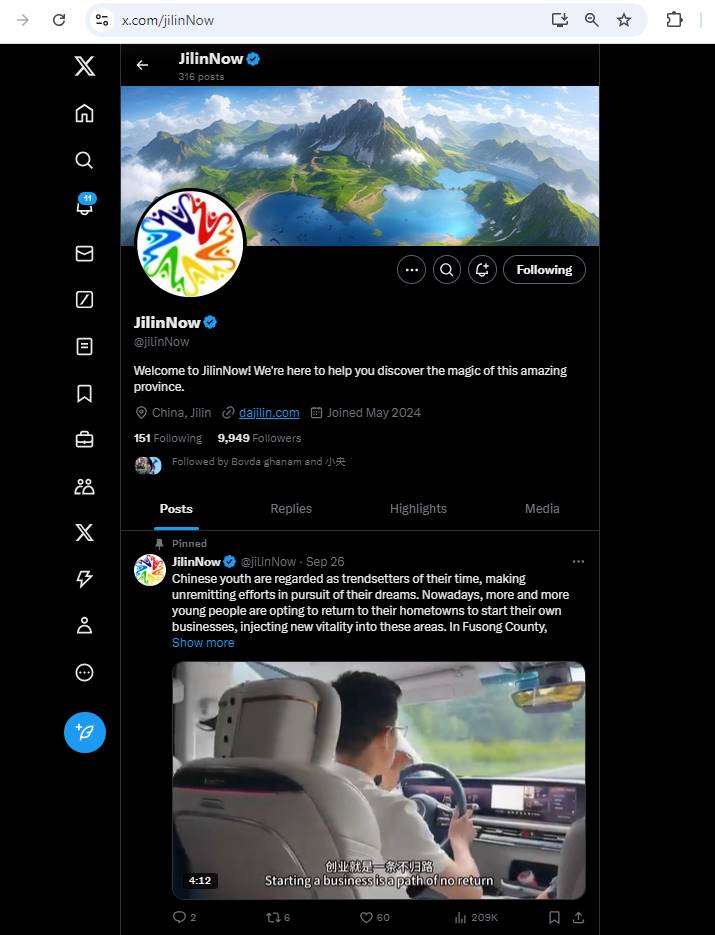 x.com/jilinNow
JilinNow
316 posts
11
Following
JilinNow
@jilinNow
Welcome to JilinNow! We're here to help you discover the magic of this amazing
province.
China, Jilin dajilin.com Joined May 2024
151 Following 9,949 Followers
Followed by Bovda ghanam and 小央
Posts Replies Highlights Media
Pinned
JilinNow @jilinNow · Sep 26
Chinese youth are regarded as trendsetters of their time, making
unremitting efforts in pursuit of their dreams. Nowadays, more and more
young people are opting to return to their hometowns to start their own
businesses, injecting new vitality into these areas. In Fusong County,
Show more
创业就是一条不归路
4:12 Starting a business is a path of no return
2 6 60 209K